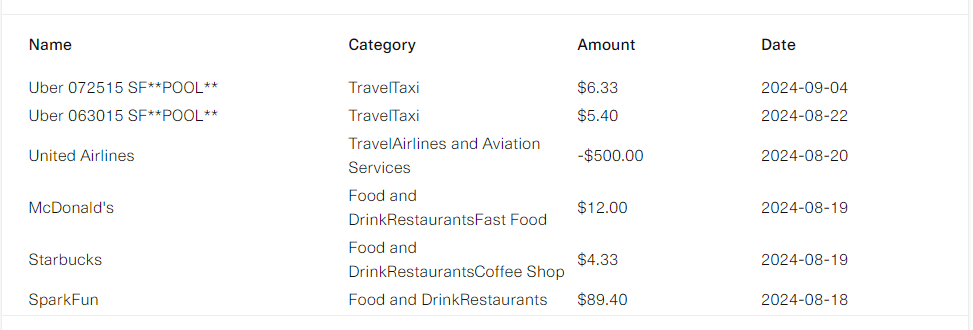 Name Category Amount Date
Uber 072515 SF**POOL** TravelTaxi $6.33 2024-09-04
Uber 063015 SF**POOL** TravelTaxi $5.40 2024-08-22
United Airlines TravelAirlines and Aviation Services -$500.00 2024-08-20
McDonald's Food and DrinkRestaurantsFast Food $12.00 2024-08-19
Starbucks Food and DrinkRestaurantsCoffee Shop $4.33 2024-08-19
SparkFun Food and DrinkRestaurants $89.40 2024-08-18